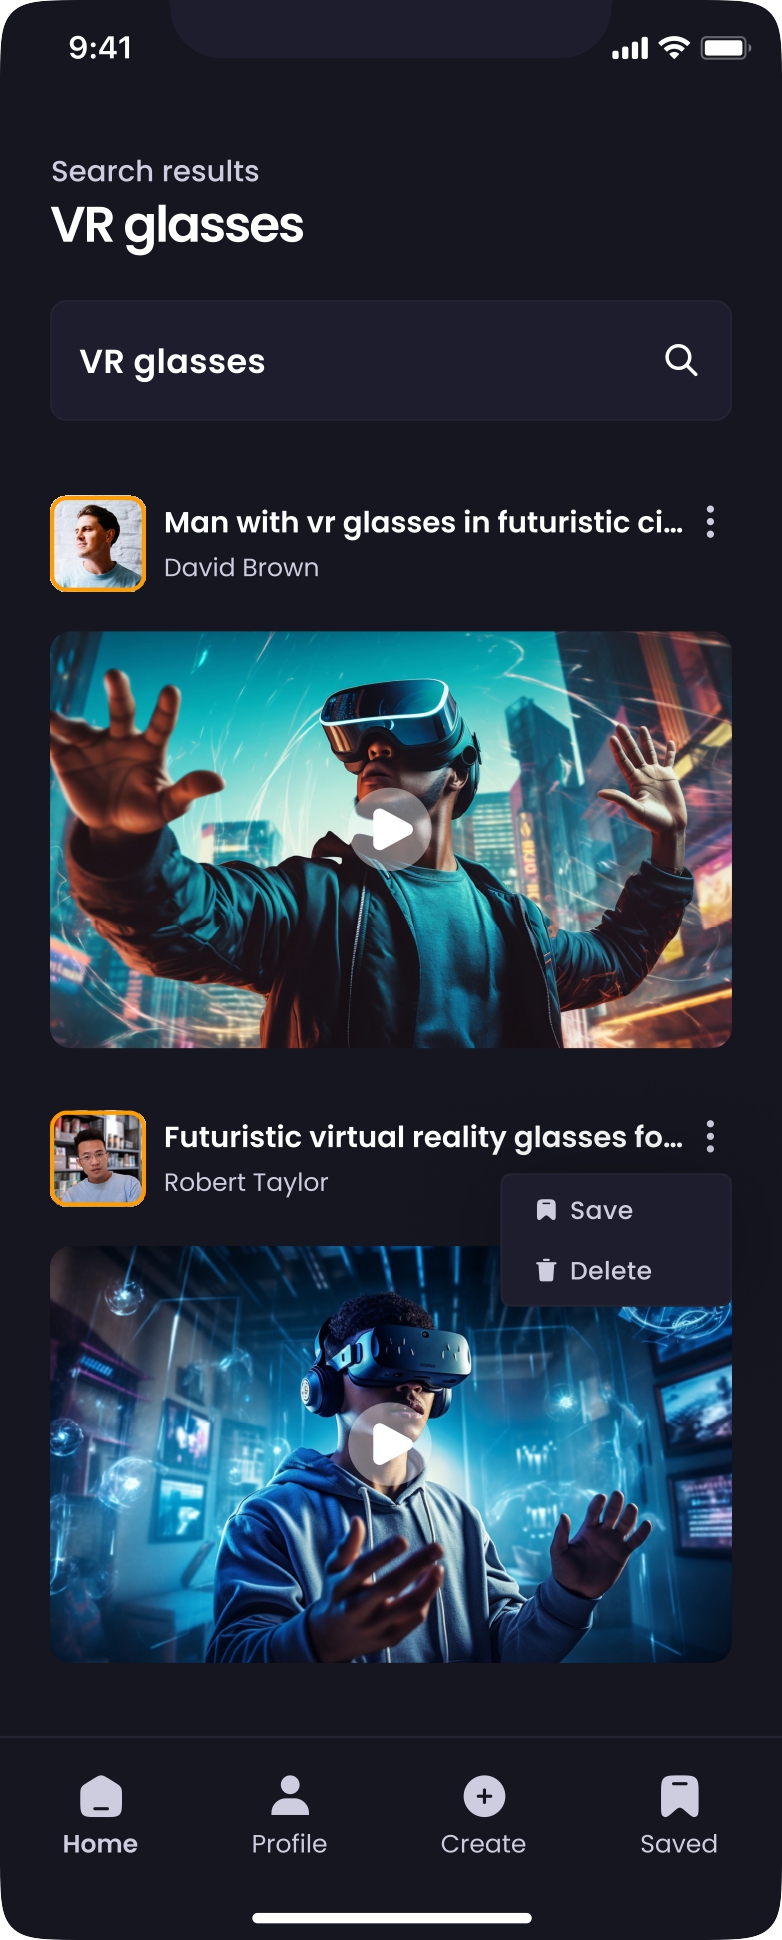 9:41
Search results
VR glasses
VR glasses
Man with vr glasses in futuristic ci...
David Brown
Futuristic virtual reality glasses fo...
Robert Taylor
Save
Delete
Home
Profile
Create
Saved